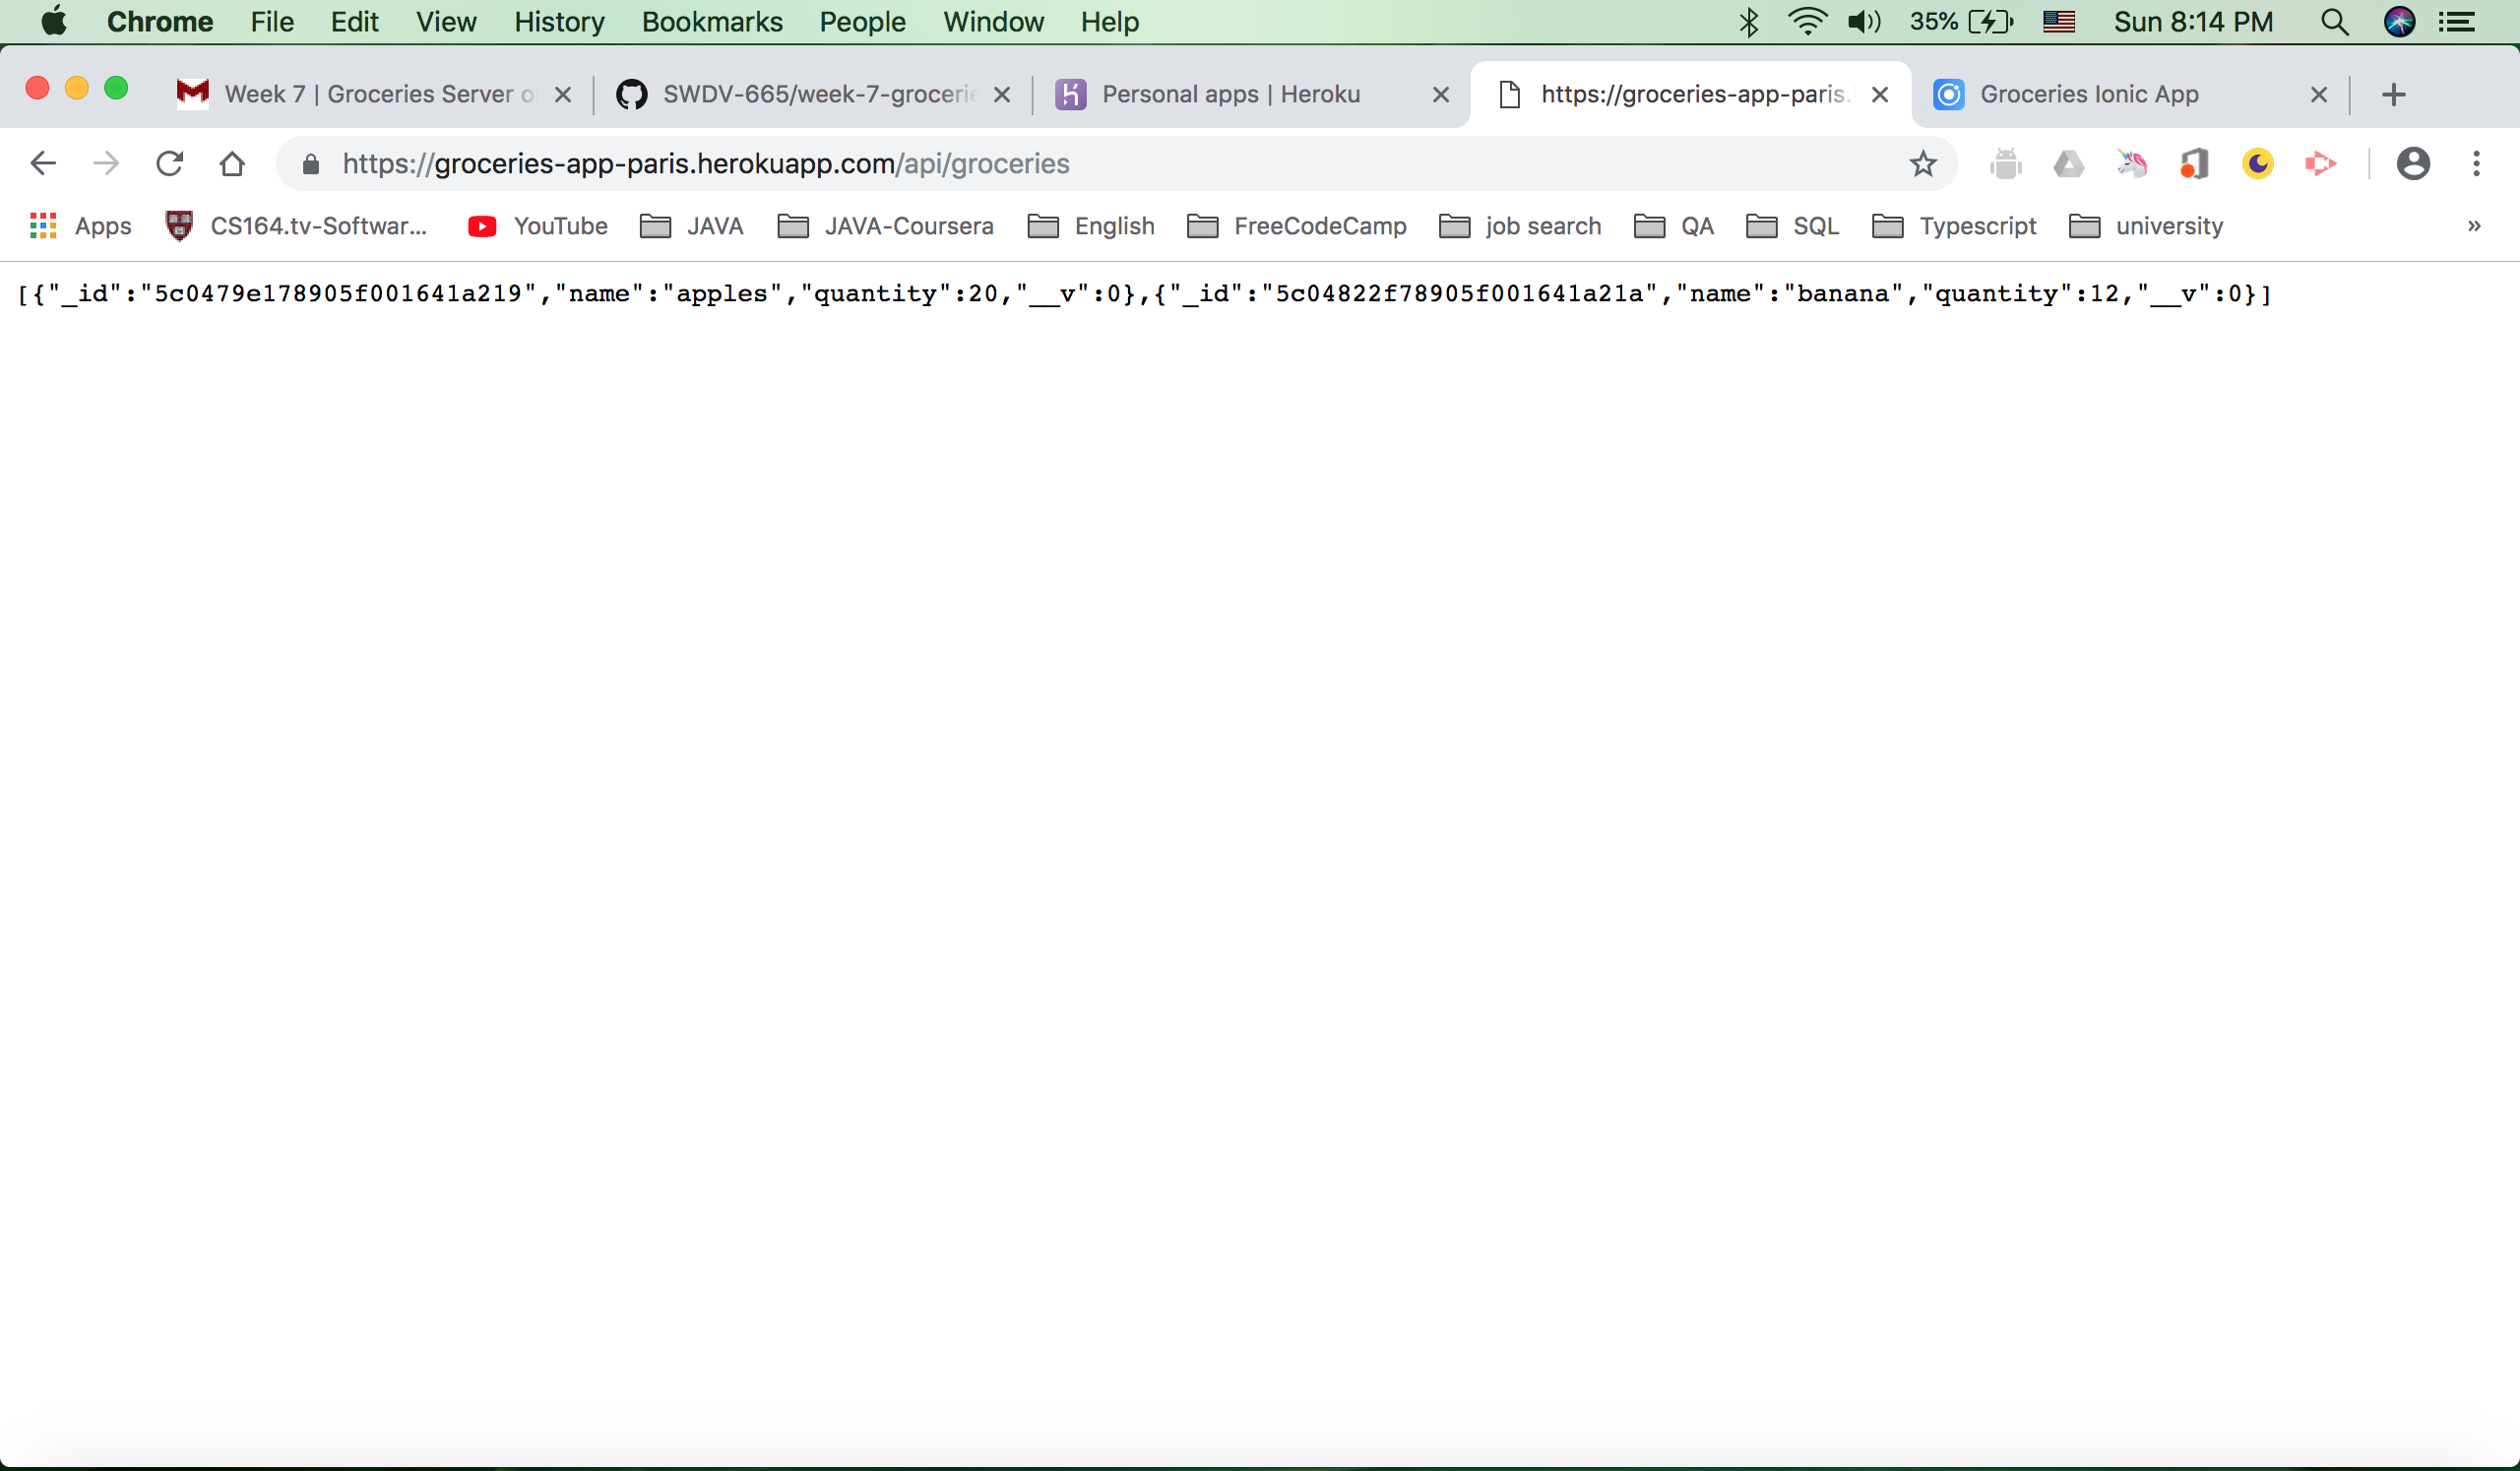 Chrome File Edit View History Bookmarks People Window Help 35% Sun 8:14 PM
Week 7 | Groceries Server SWDV-665/week-7-grocerie Personal apps | Heroku https://groceries-app-paris. Groceries Ionic App
https://groceries-app-paris.herokuapp.com/api/groceries
Apps CS164.tv-Softwar... YouTube JAVA JAVA-Coursera English FreeCodeCamp job search QA SQL Typescript university »
[{"_id":"5c0479e178905f001641a219","name":"apples","quantity":20,"__v":0},{"_id":"5c04822f78905f001641a21a","name":"banana","quantity":12,"__v":0}]